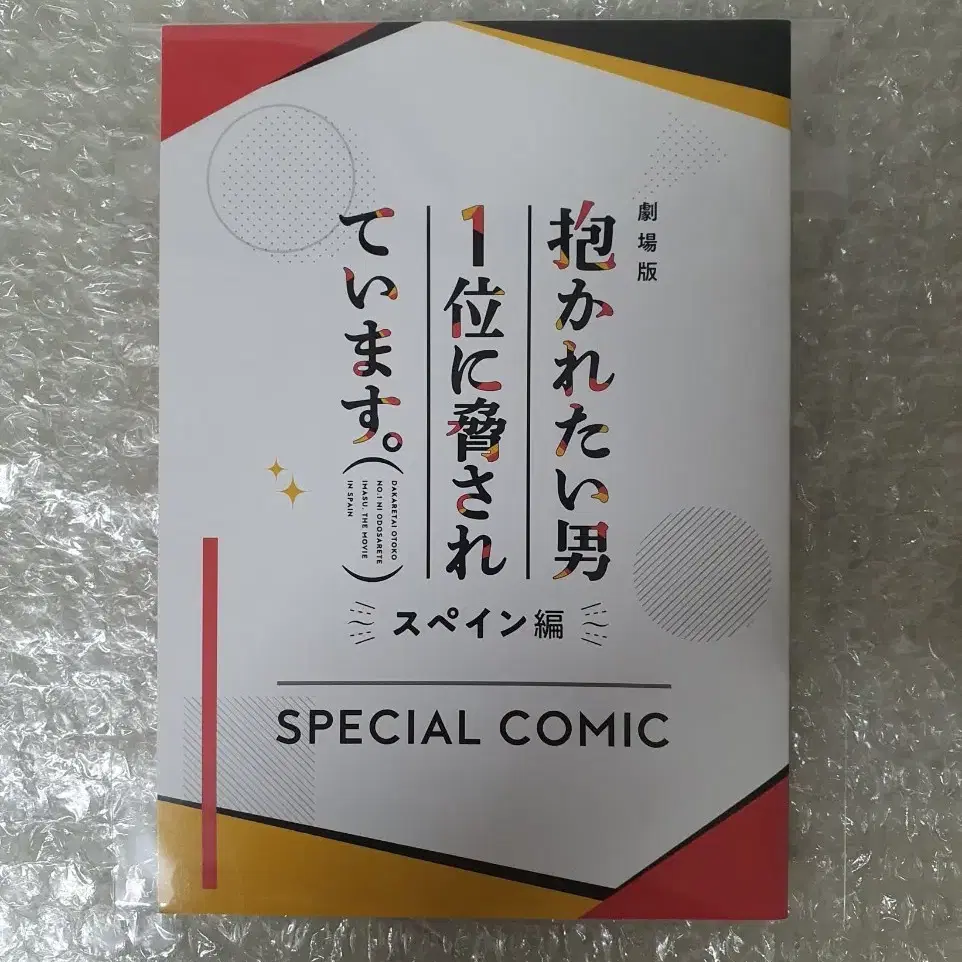 劇場版
抱かれたい男
1位に脅され
ています。
(DAKARETAI OTOKO
NO.1 NI ODOSARETE
IMASU. THE MOVIE
IN SPAIN)
スペイン編
SPECIAL COMIC